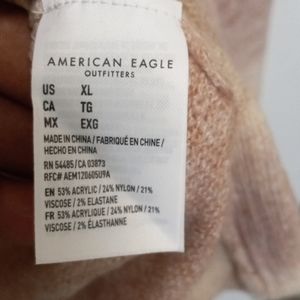 AMERICAN EAGLE
OUTFITTERS
US XL
CA TG
MX EXG
MADE IN CHINA / FABRIQUÉ EN CHINE /
HECHO EN CHINA
RN 54485 / CA 03873
RFC# AEM120605U9A
EN 53% ACRYLIC / 24% NYLON / 21%
VISCOSE / 2% ELASTANE
FR 53% ACRYLIQUE / 24% NYLON / 21%
VISCOSE / 2% ÉLASTHANNE